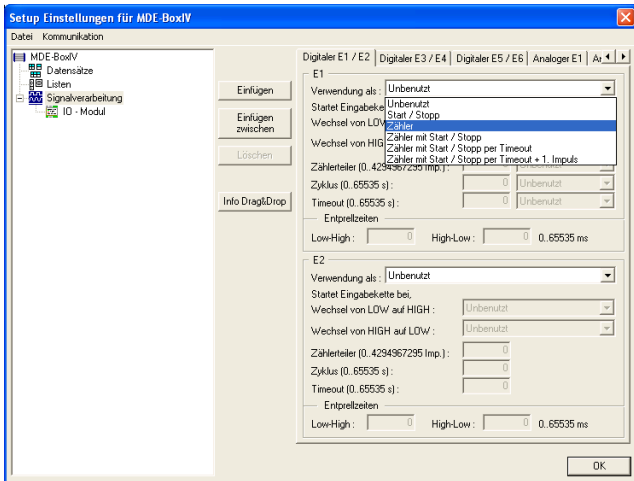 Setup Einstellungen für MDE-BoxIV
Datei Kommunikation
MDE-BoxIV
Datensätze
Listen
Signalverarbeitung
IO - Modul
Einfügen
Einfügen
zwischen
Löschen
Info Drag&Drop
Digitaler E1 / E2 Digitaler E3 / E4 Digitaler E5 / E6 Analoger E1
E1
Verwendung als : Unbenutzt
Unbenutzt
Start / Stopp
Zähler
Zähler mit Start / Stopp
Zähler mit Start / Stopp per Timeout
Zähler mit Start / Stopp per Timeout + 1. Impuls
Startet Eingabeke
Wechsel von LOW
Wechsel von HIG
Zählerteiler (0..4294967295 Imp.) : 0 Unbenutzt
Zyklus (0..65535 s) : 0 Unbenutzt
Timeout (0..65535 s) : 0 Unbenutzt
Entprellzeiten
Low-High : 0 High-Low : 0 0..65535 ms
E2
Verwendung als : Unbenutzt
Startet Eingabekette bei,
Wechsel von LOW auf HIGH : Unbenutzt
Wechsel von HIGH auf LOW : Unbenutzt
Zählerteiler (0..4294967295 Imp.) : 0
Zyklus (0..65535 s) : 0
Timeout (0..65535 s) : 0
Entprellzeiten
Low-High : 0 High-Low : 0 0..65535 ms
OK